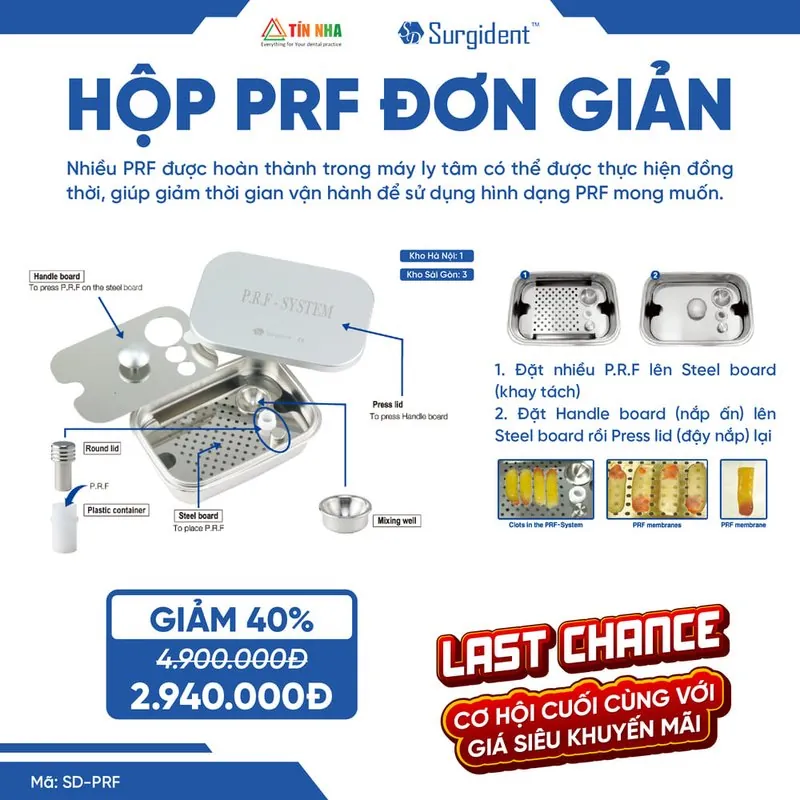 TÍN NHA
Everything for Your dental practice
Surgident™
HỘP PRF ĐƠN GIẢN
Nhiều PRF được hoàn thành trong máy ly tâm có thể được thực hiện đồng
thời, giúp giảm thời gian vận hành để sử dụng hình dạng PRF mong muốn.
Kho Hà Nội: 1
Kho Sài Gòn: 3
Handle board
To press P.R.F on the steel board
P.R.F - SYSTEM
Surgident
Press lid
To press Handle board
Round lid
P.R.F
Plastic container
Steel board
To place P.R.F
Mixing well
1
2
1. Đặt nhiều P.R.F lên Steel board
(khay tách)
2. Đặt Handle board (nắp ấn) lên
Steel board rồi Press lid (đậy nắp) lại
Clots in the PRF-System
PRF membranes
PRF membrane
GIẢM 40%
4.900.000Đ
2.940.000Đ
LAST CHANCE
CƠ HỘI CUỐI CÙNG VỚI
GIÁ SIÊU KHUYẾN MÃI
Mã: SD-PRF